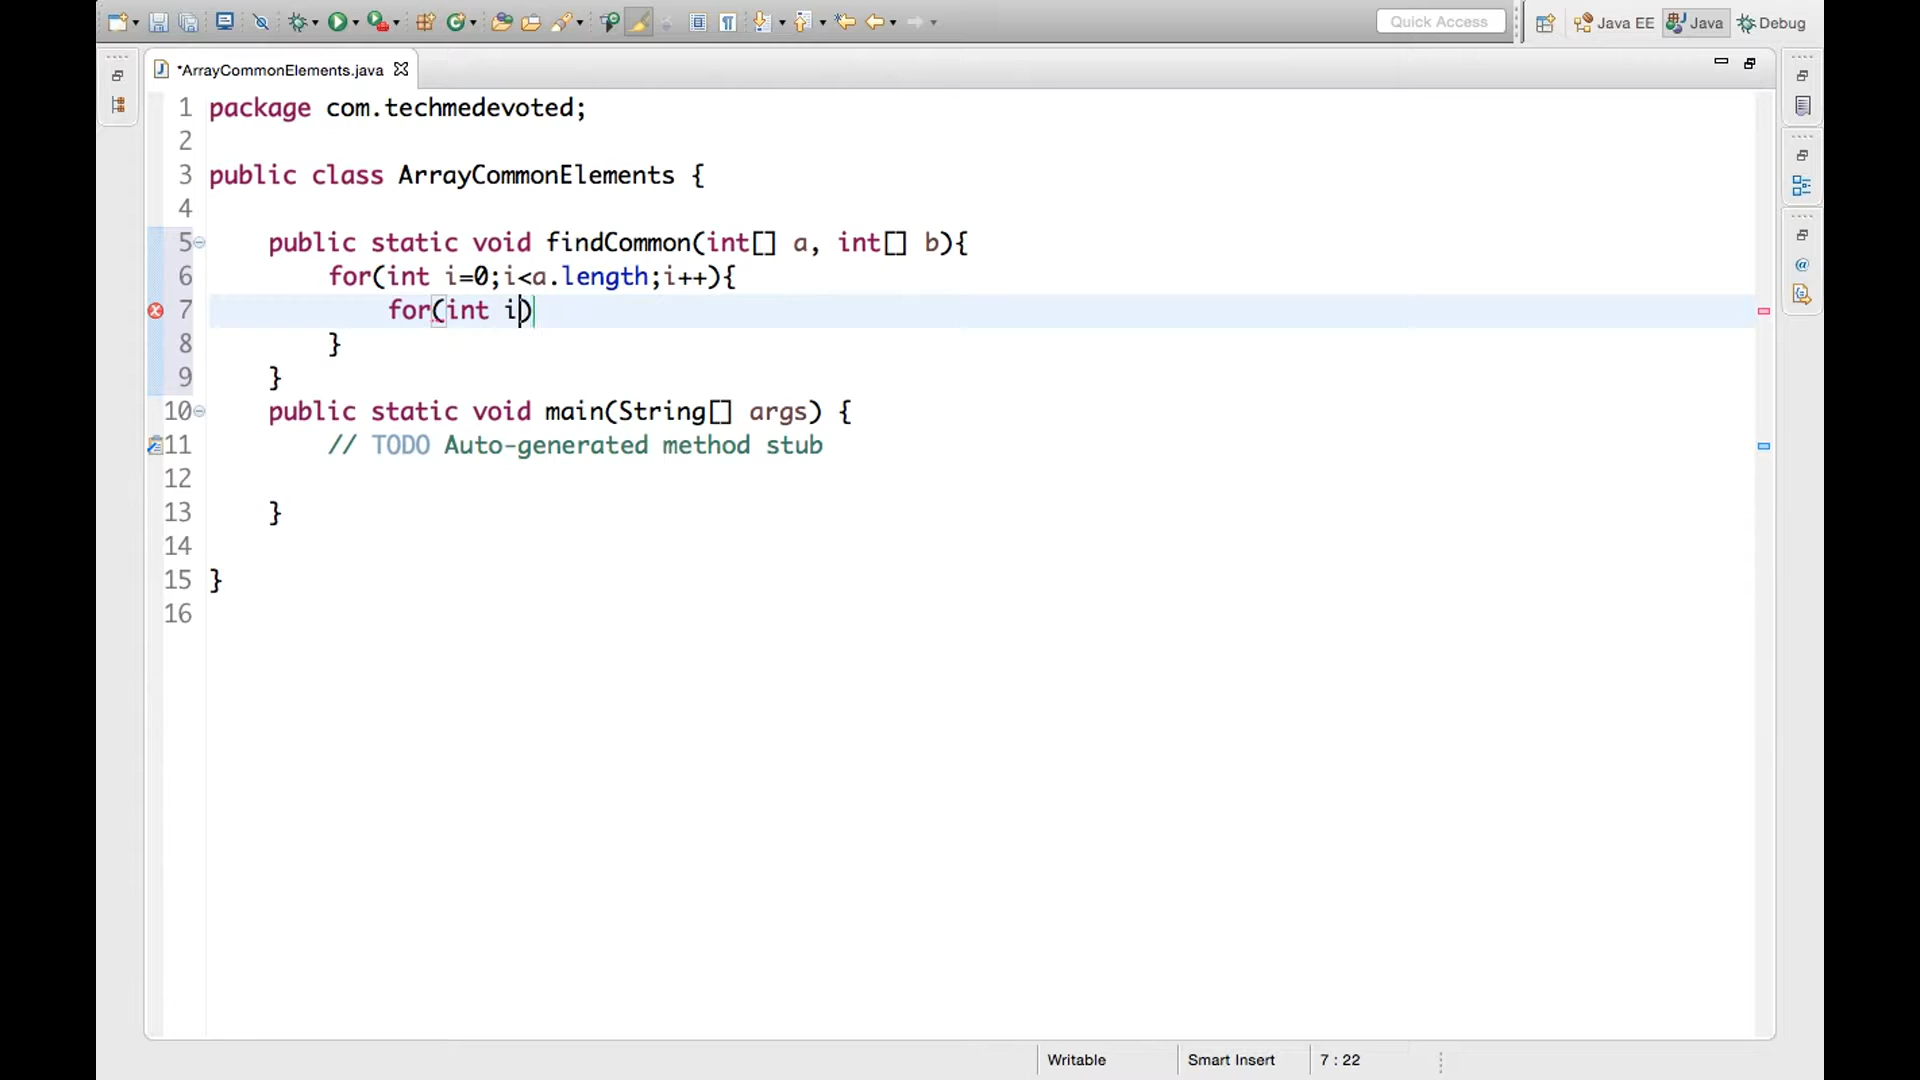 Quick Access
Java EE
Java
Debug
*ArrayCommonElements.java
1 package com.techmedevoted;
2
3 public class ArrayCommonElements {
4
5 public static void findCommon(int[] a, int[] b){
6 for(int i=0;i<a.length;i++){
7 for(int i)
8 }
9 }
10 public static void main(String[] args) {
11 // TODO Auto-generated method stub
12
13 }
14
15 }
16
Writable
Smart Insert
7 : 22